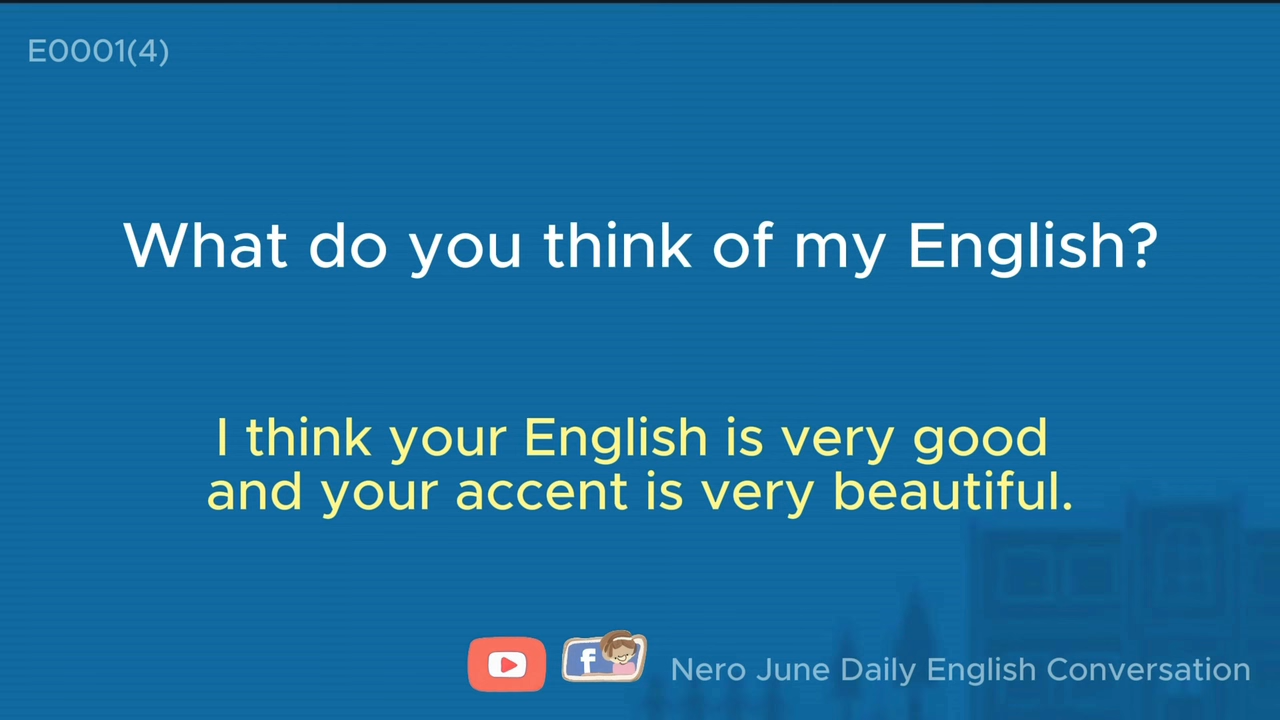 E0001(4)
What do you think of my English?
I think your English is very good
and your accent is very beautiful.
f
Nero June Daily English Conversation